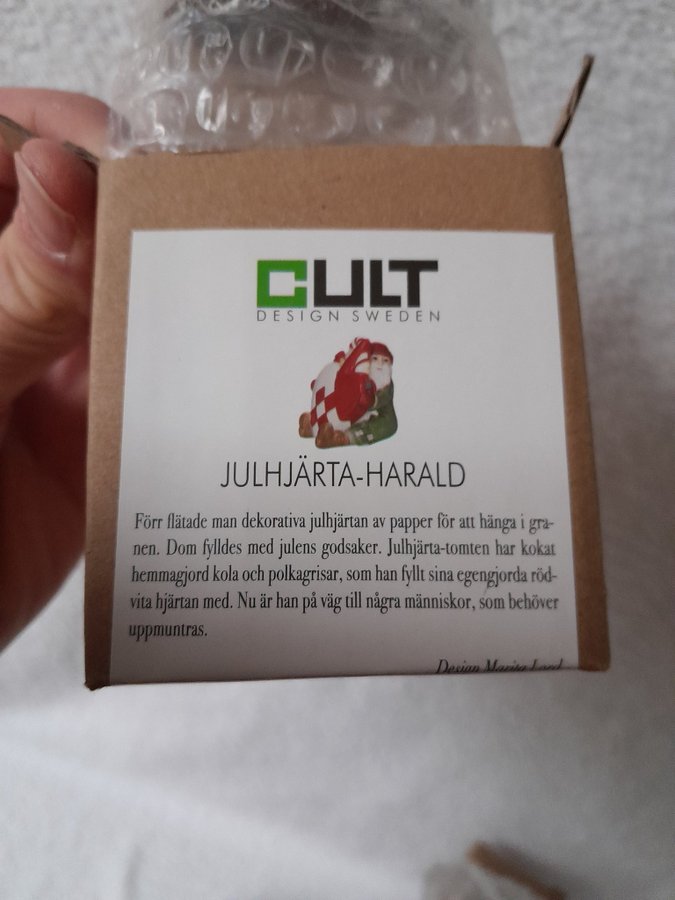 CULT
DESIGN SWEDEN
JULHJÄRTA-HARALD
Förr flätade man dekorativa julhjärtan av papper för att hänga i gra-
nen. Dom fylldes med julens godsaker. Julhjärta-tomten har kokat
hemmagjord kola och polkagrisar, som han fyllt sina egengjorda röd-
vita hjärtan med. Nu är han på väg till några människor, som behöver
uppmuntras.
Design